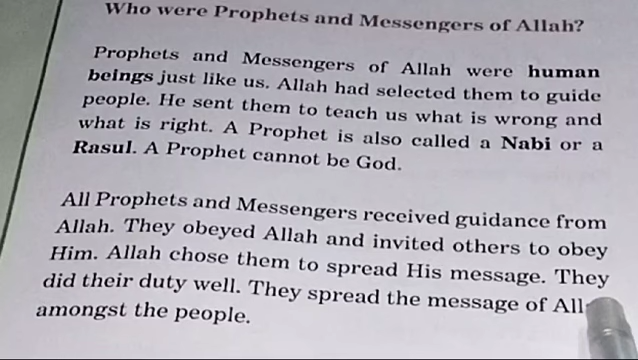 Who were Prophets and Messengers of Allah?
Prophets and Messengers of Allah were human
beings just like us. Allah had selected them to guide
people. He sent them to teach us what is wrong and
what is right. A Prophet is also called a Nabi or a
Rasul. A Prophet cannot be God.
All Prophets and Messengers received guidance from
Allah. They obeyed Allah and invited others to obey
Him. Allah chose them to spread His message. They
did their duty well. They spread the message of All
amongst the people.